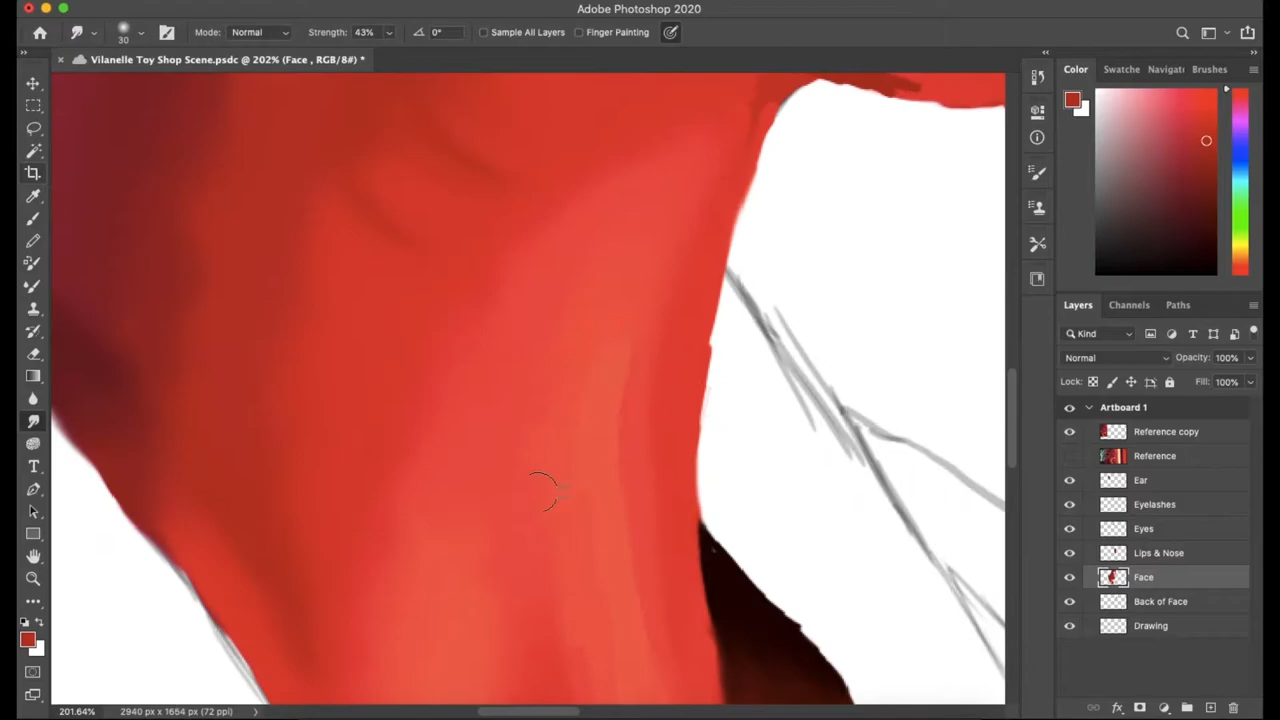 Adobe Photoshop 2020
30 Mode: Normal Strength: 43% 0° Sample All Layers Finger Painting
Vilanelle Toy Shop Scene.psdc @ 202% (Face , RGB/8#) *
Color Swatche Navigat Brushes
Layers Channels Paths
Kind
Normal Opacity: 100%
Lock: Fill: 100%
Artboard 1
Reference copy
Reference
Ear
Eyelashes
Eyes
Lips & Nose
Face
Back of Face
Drawing
201.64% 2940 px x 1654 px (72 ppi)